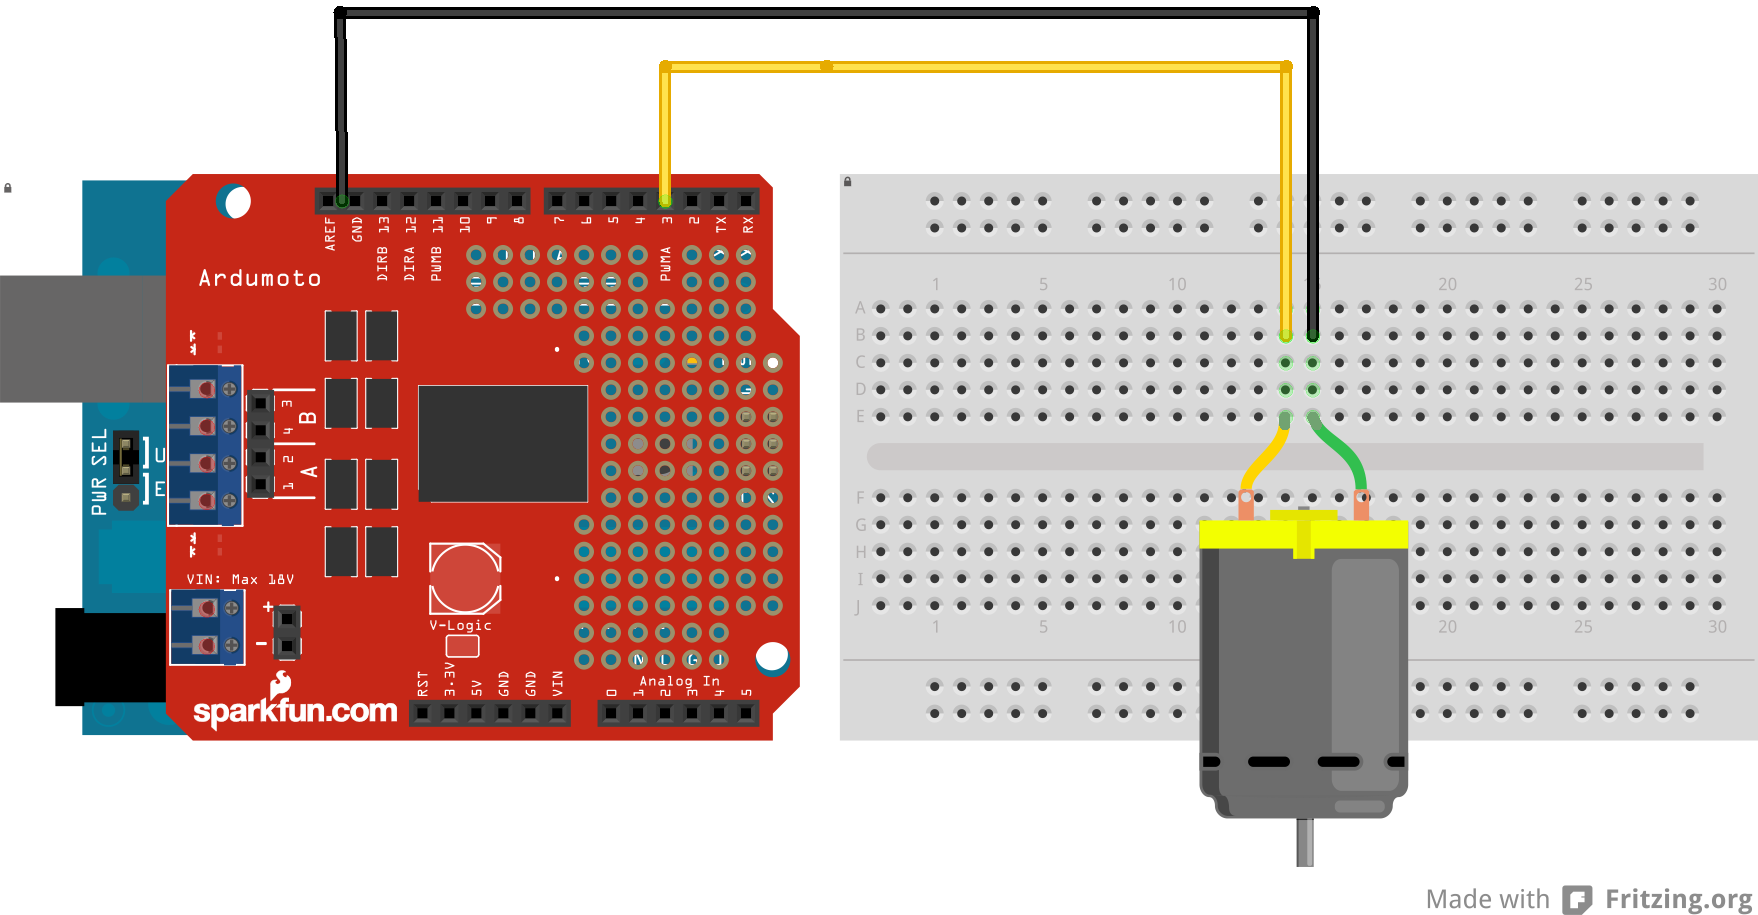 AREF GND 13 12 11 10 9 8 7 6 5 4 3 2 TX RX
DIRB DIRA PWMB PWMA
Ardumoto
1 5 10 20 25 30
A
B
C
D
E
3
B
4
2
A
1
PWR SEL
U
E
F
G
H
I
J
VIN: Max 18V
+
-
V-Logic
1 5 10 20 25 30
RST 3.3V 5V GND GND VIN
Analog In
0 1 2 3 4 5
N L G J
sparkfun.com
Made with Fritzing.org